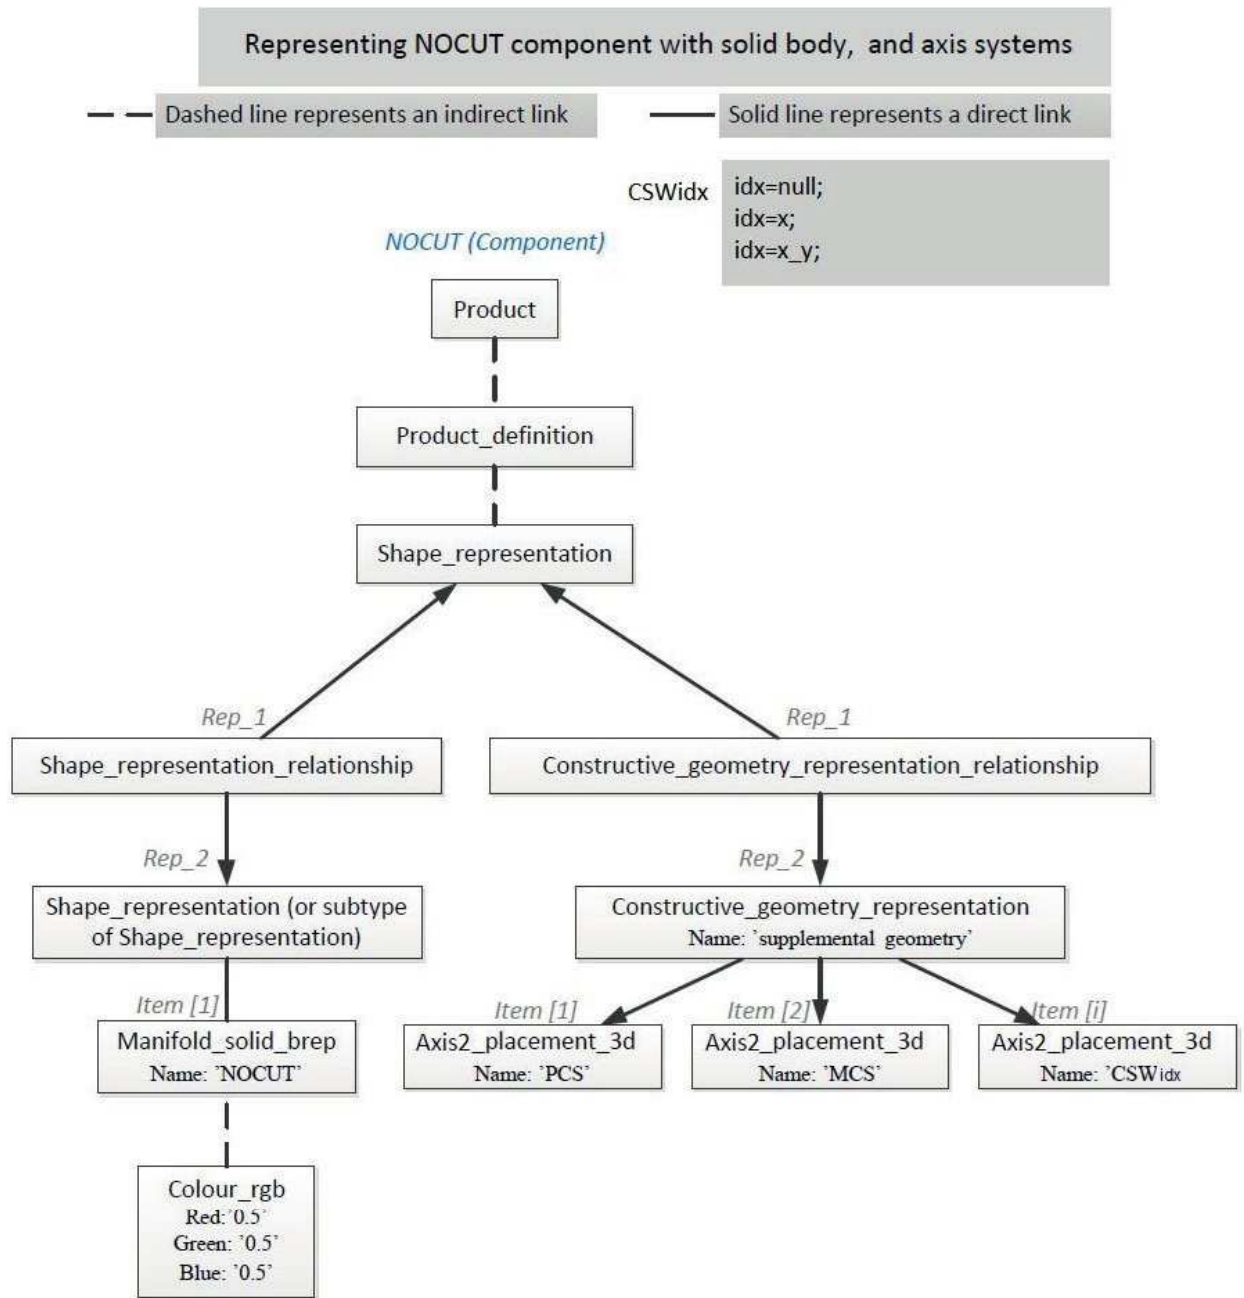 Representing NOCUT component with solid body, and axis systems
Dashed line represents an indirect link
Solid line represents a direct link
CSWidx
idx=null;
idx=x;
idx=x_y;
NOCUT (Component)
Product
Product_definition
Shape_representation
Rep_1
Rep_1
Shape_representation_relationship
Constructive_geometry_representation_relationship
Rep_2
Rep_2
Shape_representation (or subtype
of Shape_representation)
Constructive_geometry_representation
Name: 'supplemental geometry'
Item [1]
Item [1]
Item [2]
Item [i]
Manifold_solid_brep
Name: 'NOCUT'
Axis2_placement_3d
Name: 'PCS'
Axis2_placement_3d
Name: 'MCS'
Axis2_placement_3d
Name: 'CSWidx
Colour_rgb
Red:'0.5'
Green: '0.5'
Blue: '0.5'